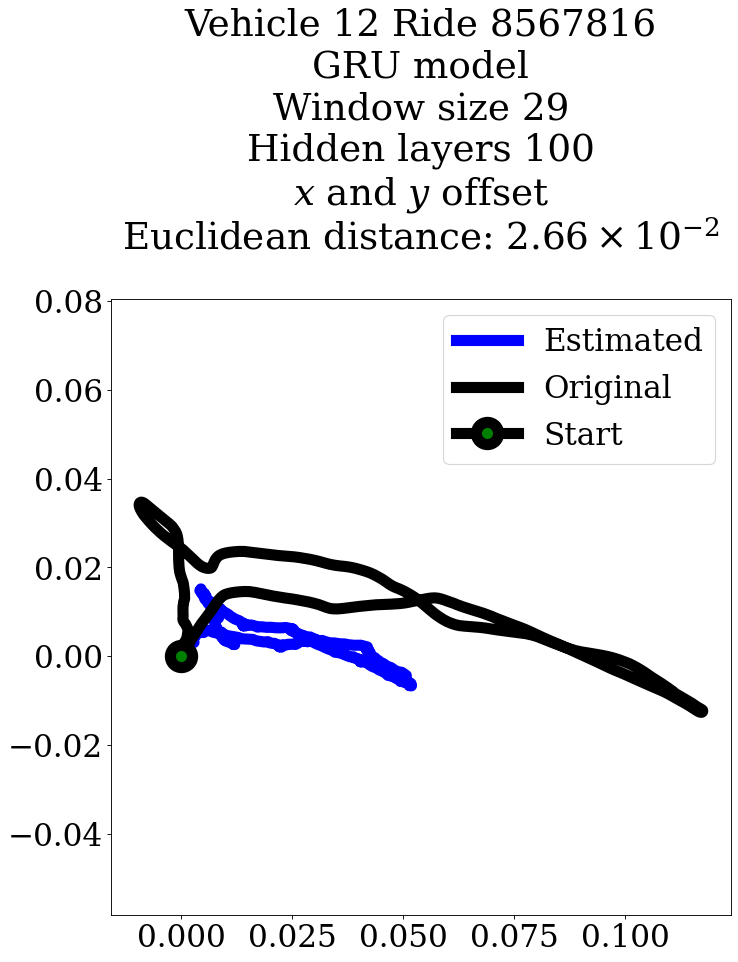 Vehicle 12 Ride 8567816
GRU model
Window size 29
Hidden layers 100
x and y offset
Euclidean distance: 2.66 × 10⁻²
0.08
0.06
0.04
0.02
0.00
−0.02
−0.04
Estimated
Original
Start
0.000 0.025 0.050 0.075 0.100